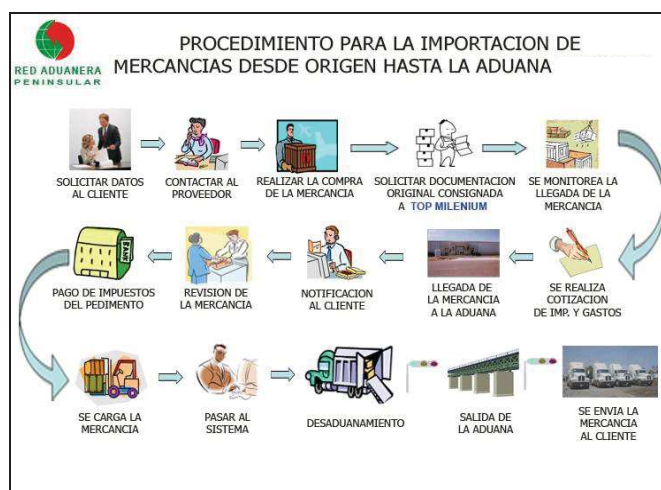 RED ADUANERA
PENINSULAR
PROCEDIMIENTO PARA LA IMPORTACION DE
MERCANCIAS DESDE ORIGEN HASTA LA ADUANA
SOLICITAR DATOS
AL CLIENTE
CONTACTAR AL
PROVEEDOR
REALIZAR LA COMPRA
DE LA MERCANCIA
SOLICITAR DOCUMENTACION
ORIGINAL CONSIGNADA
A TOP MILENIUM
SE MONITOREA LA
LLEGADA DE LA
MERCANCIA
BANK
PAGO DE IMPUESTOS
DEL PEDIMENTO
REVISION DE
LA MERCANCIA
NOTIFICACION
AL CLIENTE
LLEGADA DE
LA MERCANCIA
A LA ADUANA
SE REALIZA
COTIZACION
DE IMP. Y GASTOS
SE CARGA LA
MERCANCIA
PASAR AL
SISTEMA
DESADUANAMIENTO
SALIDA DE
LA ADUANA
SE ENVIA LA
MERCANCIA
AL CLIENTE